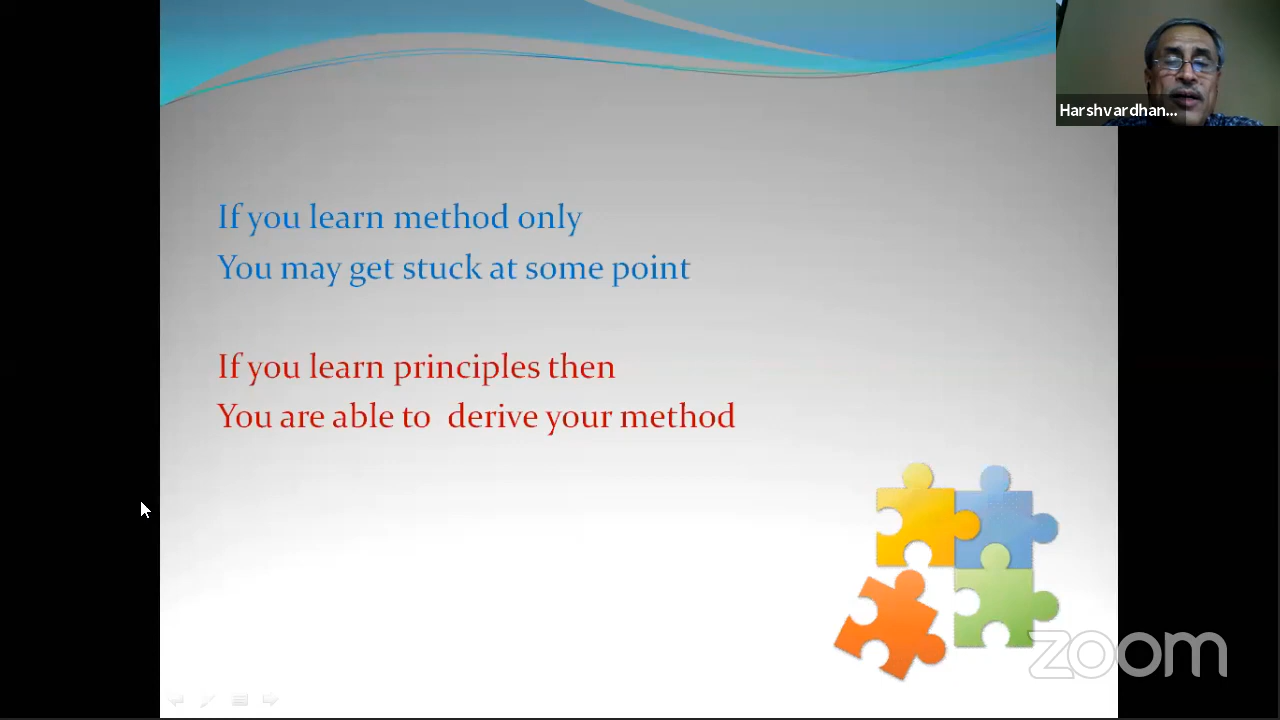 Harshvardhan...
If you learn method only
You may get stuck at some point
If you learn principles then
You are able to  derive your method
zoom